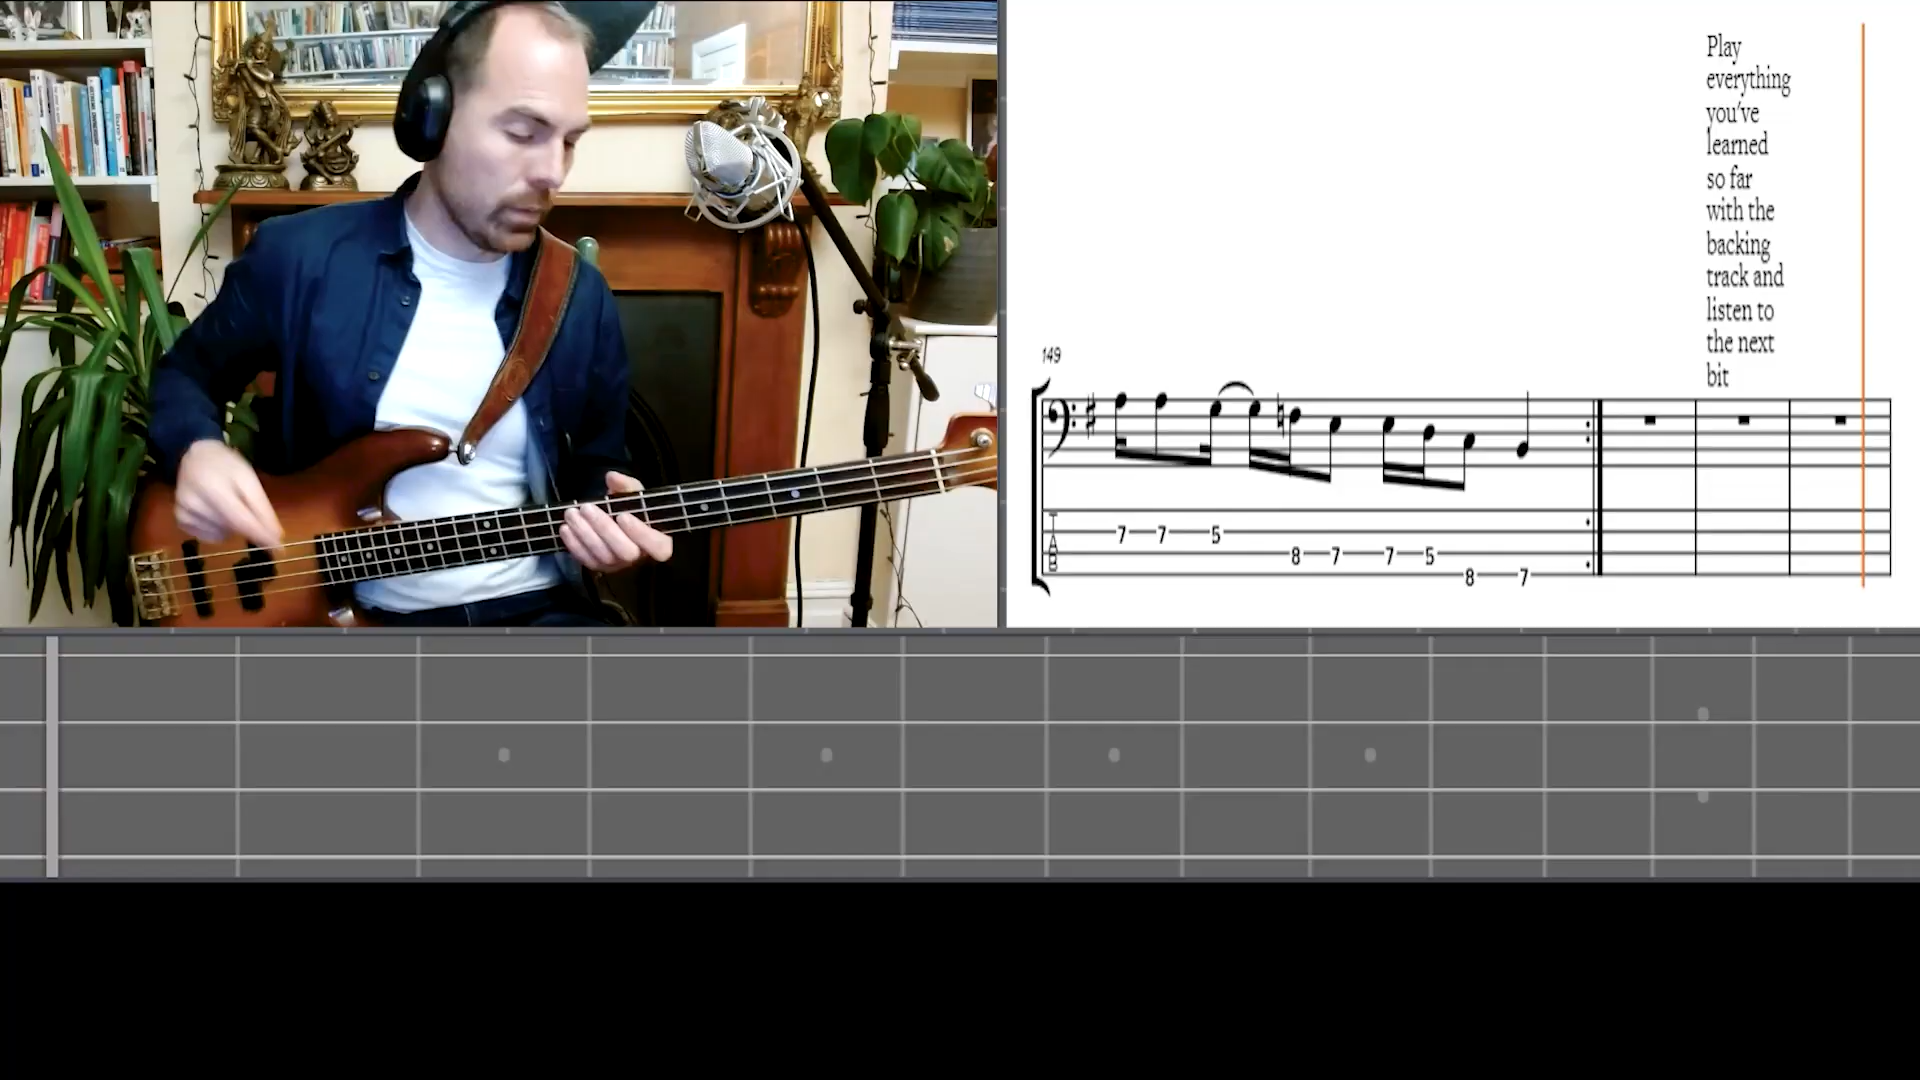 Play
everything
you've
learned
so far
with the
backing
track and
listen to
the next
bit
149
7 7 5
8 7 7 5
8 7